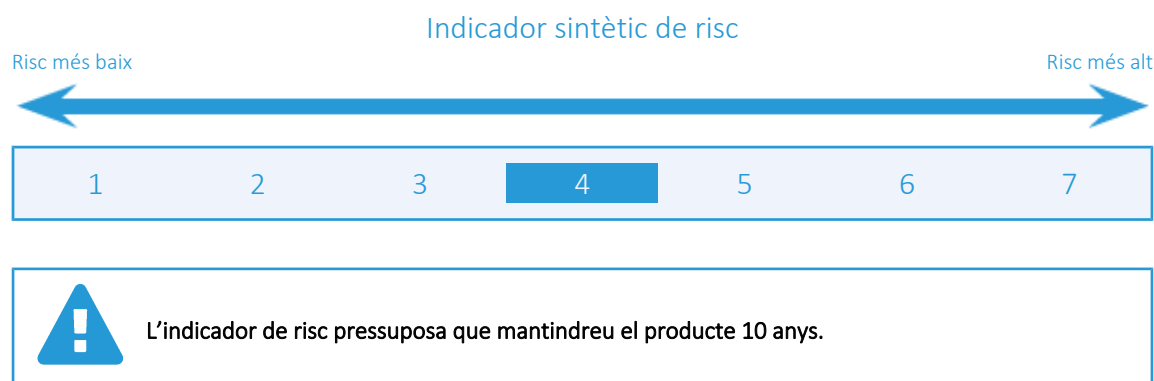 Indicador sintètic de risc
Risc més baix Risc més alt
1 2 3 4 5 6 7
L'indicador de risc pressuposa que mantindreu el producte 10 anys.